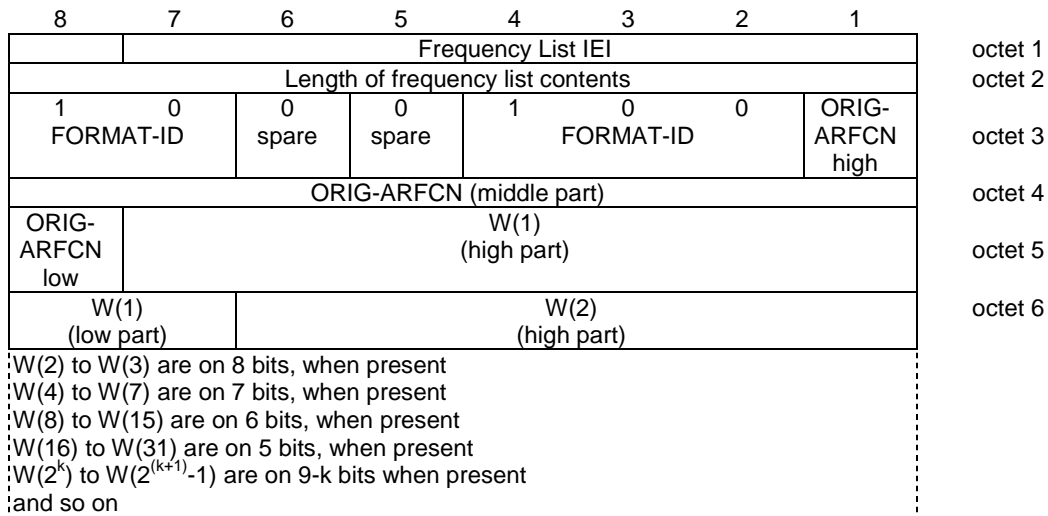 8 7 6 5 4 3 2 1
Frequency List IEI octet 1
Length of frequency list contents octet 2
1 0 0 0 1 0 0 ORIG-
FORMAT-ID spare spare FORMAT-ID ARFCN octet 3
high
ORIG-ARFCN (middle part) octet 4
ORIG- W(1)
ARFCN (high part) octet 5
low
W(1) W(2) octet 6
(low part) (high part)
W(2) to W(3) are on 8 bits, when present
W(4) to W(7) are on 7 bits, when present
W(8) to W(15) are on 6 bits, when present
W(16) to W(31) are on 5 bits, when present
W(2^k) to W(2^(k+1)-1) are on 9-k bits when present
and so on